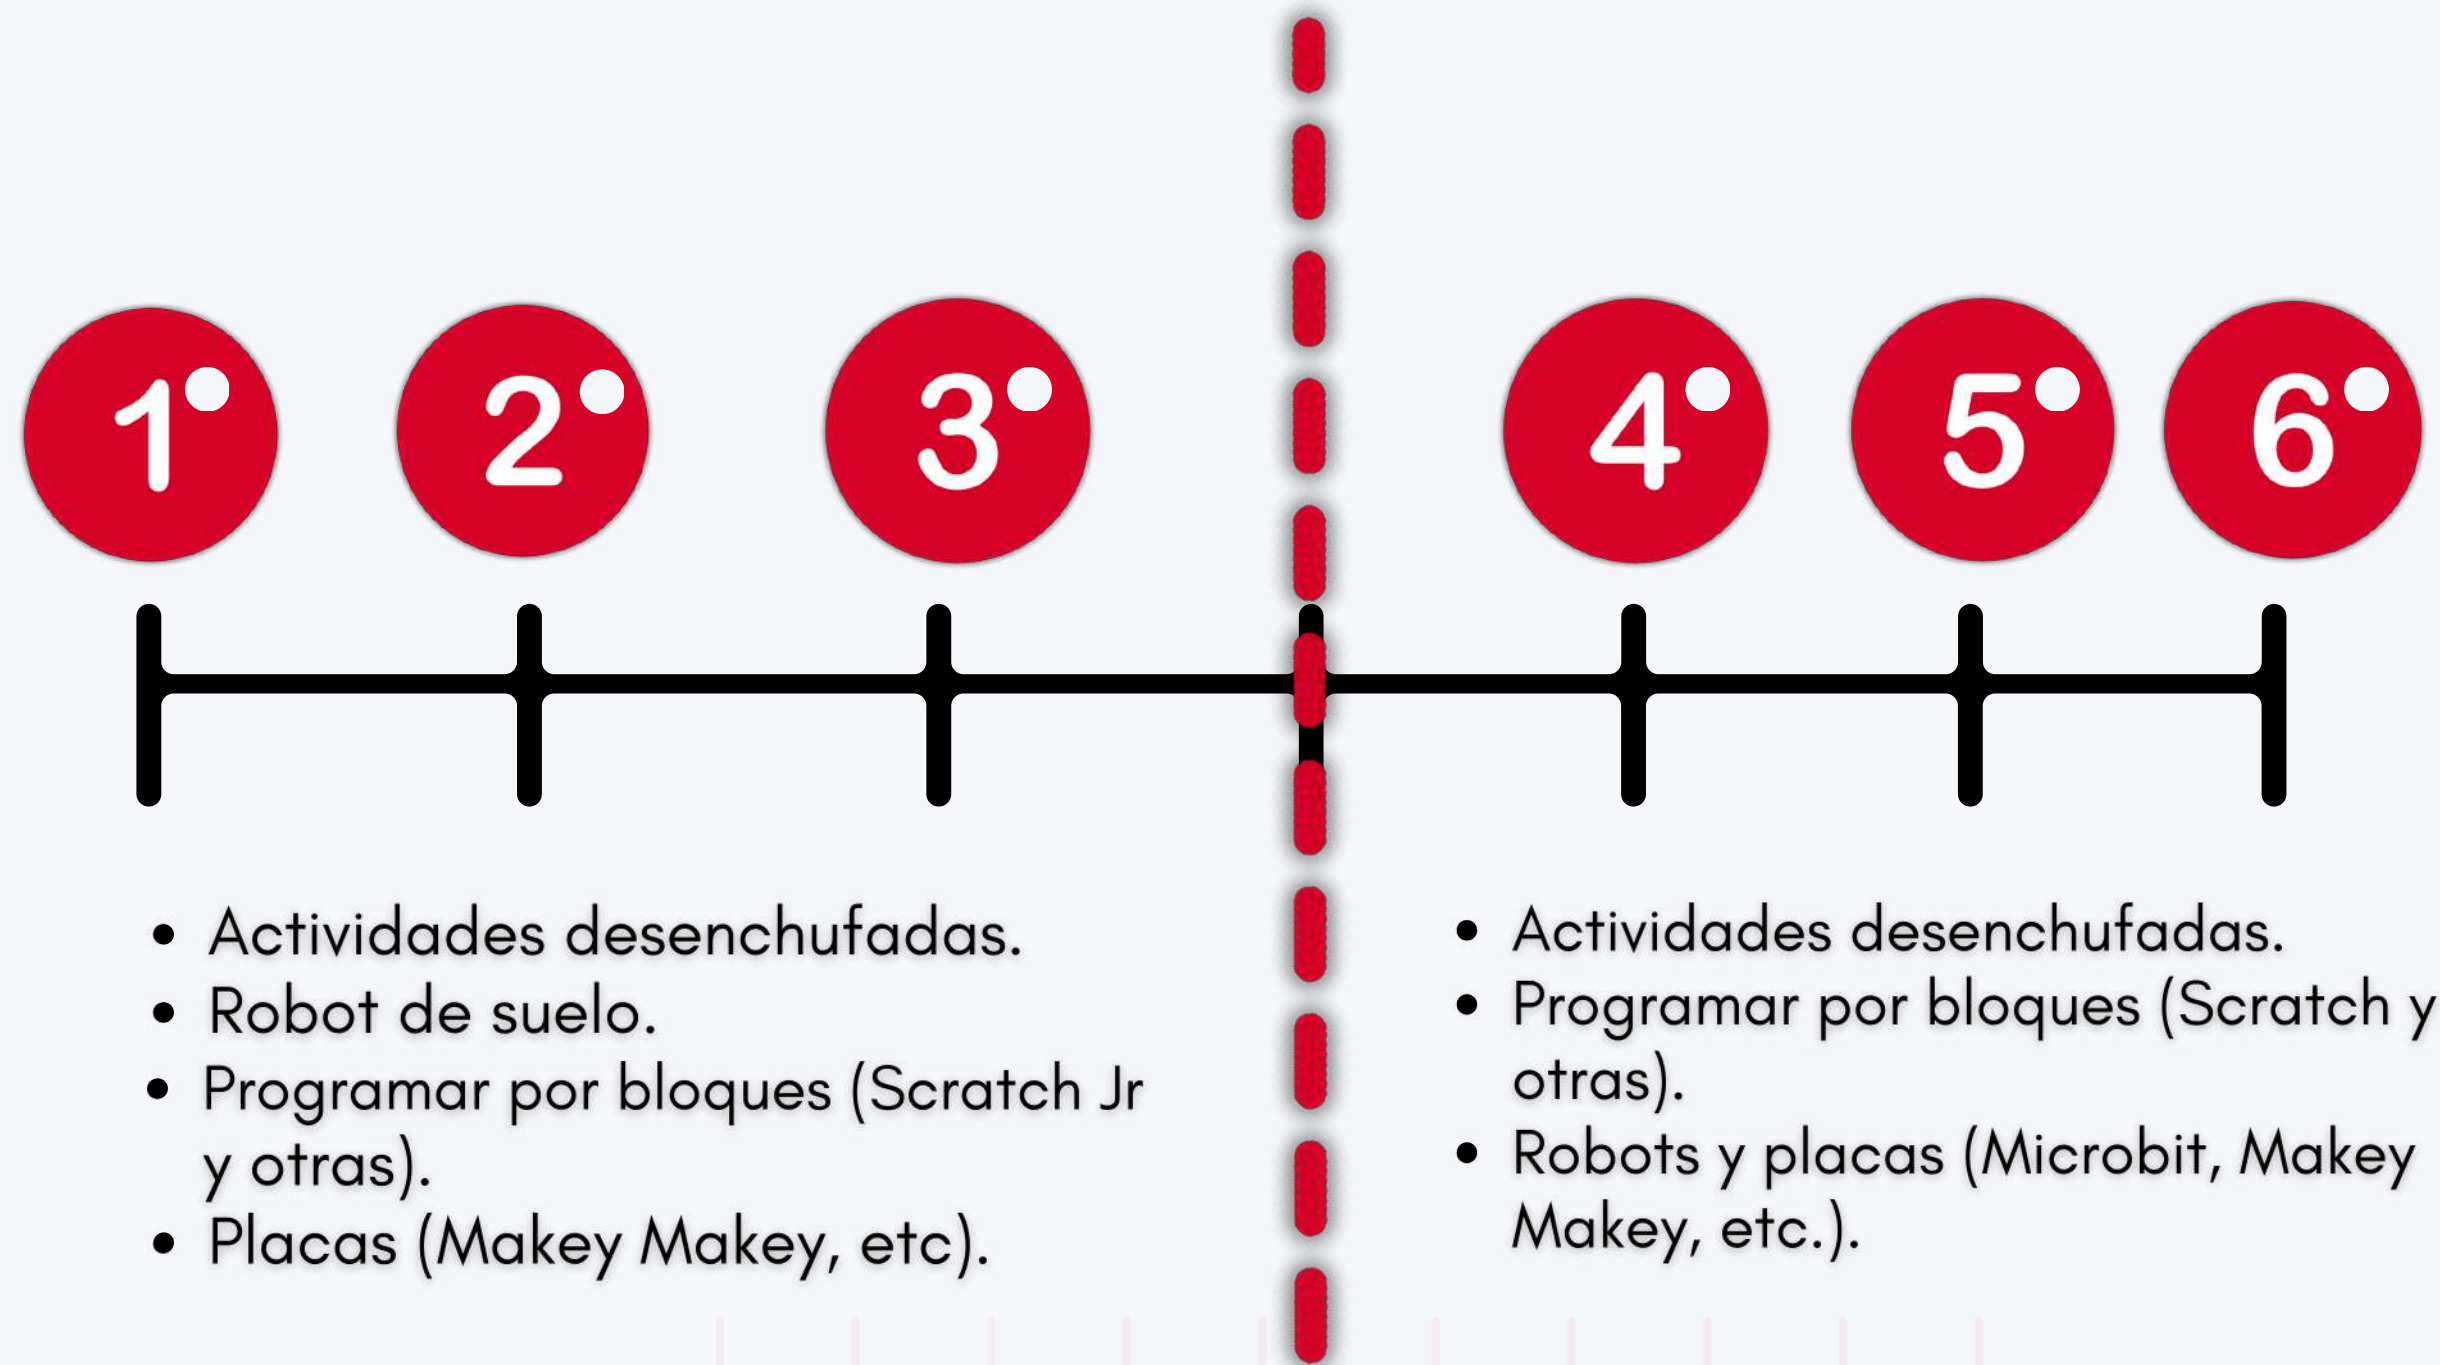 1°
2°
3°
4°
5°
6°
• Actividades desenchufadas.
• Robot de suelo.
• Programar por bloques (Scratch Jr
y otras).
• Placas (Makey Makey, etc).
• Actividades desenchufadas.
• Programar por bloques (Scratch y
otras).
• Robots y placas (Microbit, Makey
Makey, etc.).